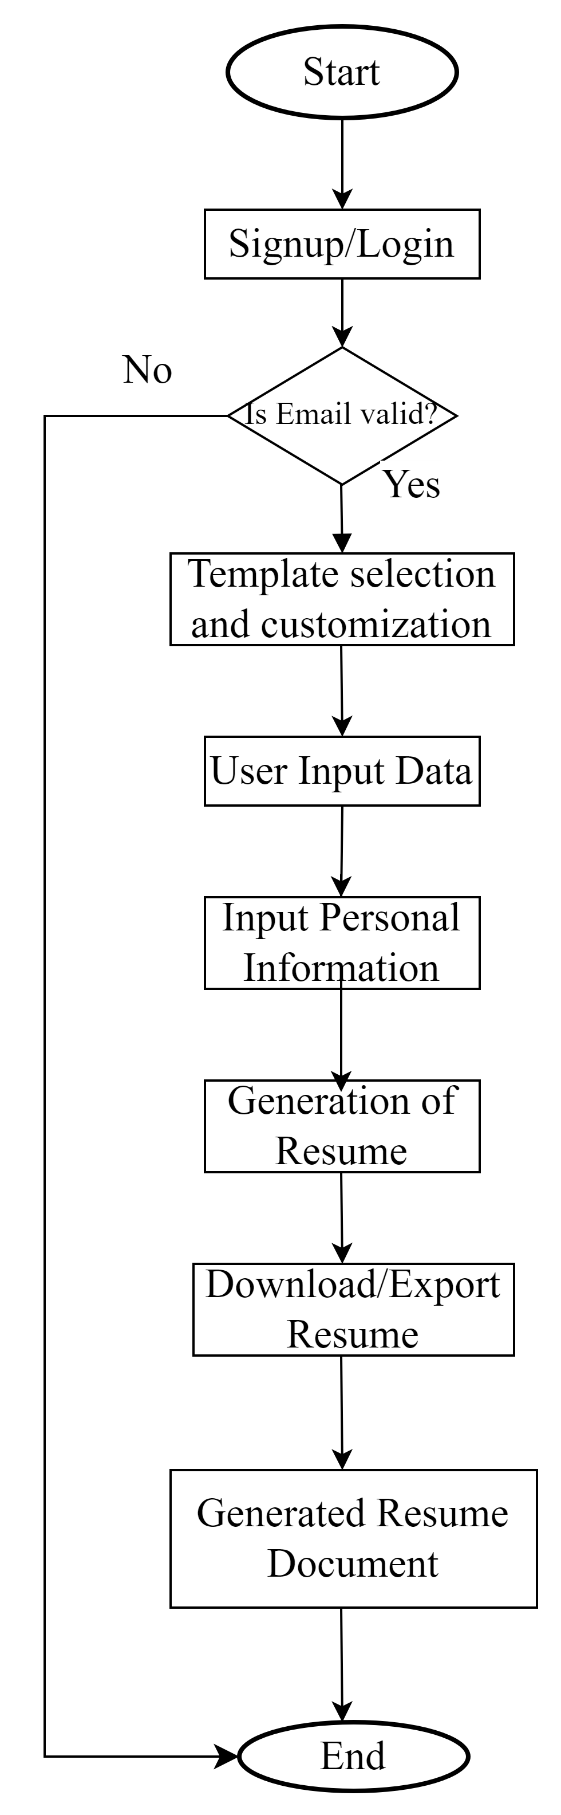 Start
Signup/Login
No
Is Email valid?
Yes
Template selection
and customization
User Input Data
Input Personal
Information
Generation of
Resume
Download/Export
Resume
Generated Resume
Document
End